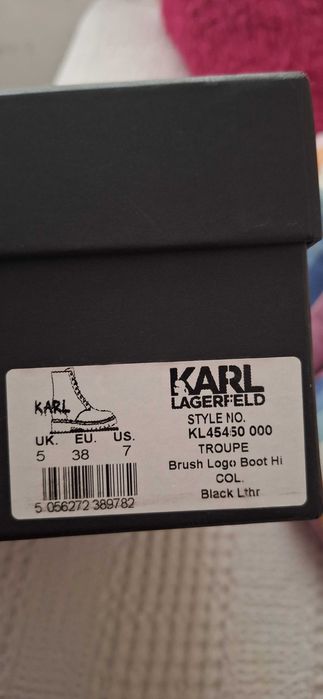 KARL
LAGERFELD
STYLE NO.
KL45450 000
TROUPE
Brush Logo Boot Hi
COL.
Black Lthr
KARL
UK. EU. US.
5 38 7
5 056272 389782